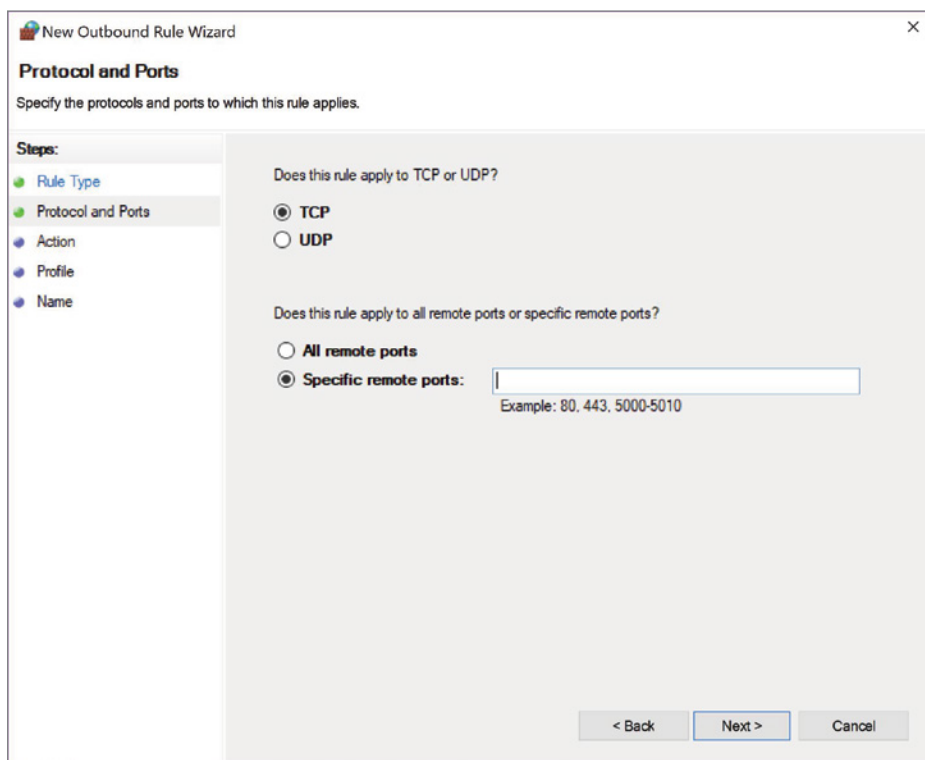 New Outbound Rule Wizard
Protocol and Ports
Specify the protocols and ports to which this rule applies.
Steps:
Rule Type
Protocol and Ports
Action
Profile
Name
Does this rule apply to TCP or UDP?
TCP
UDP
Does this rule apply to all remote ports or specific remote ports?
All remote ports
Specific remote ports:
Example: 80, 443, 5000-5010
< Back Next > Cancel